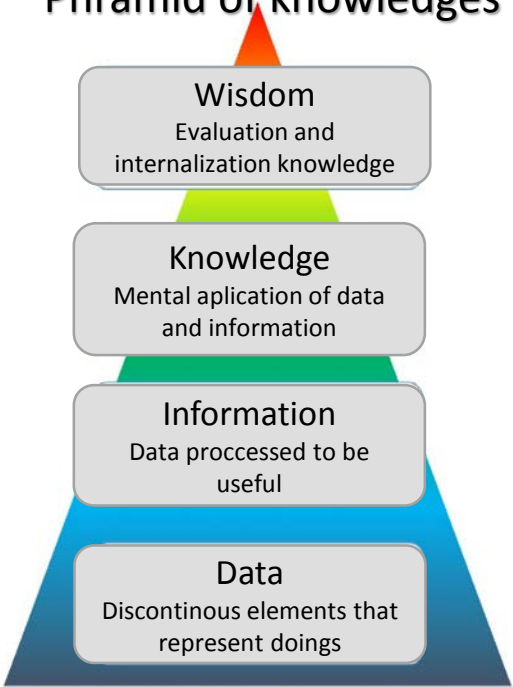 Phiramid of knowledges
Wisdom
Evaluation and
internalization knowledge
Knowledge
Mental aplication of data
and information
Information
Data proccessed to be
useful
Data
Discontinous elements that
represent doings